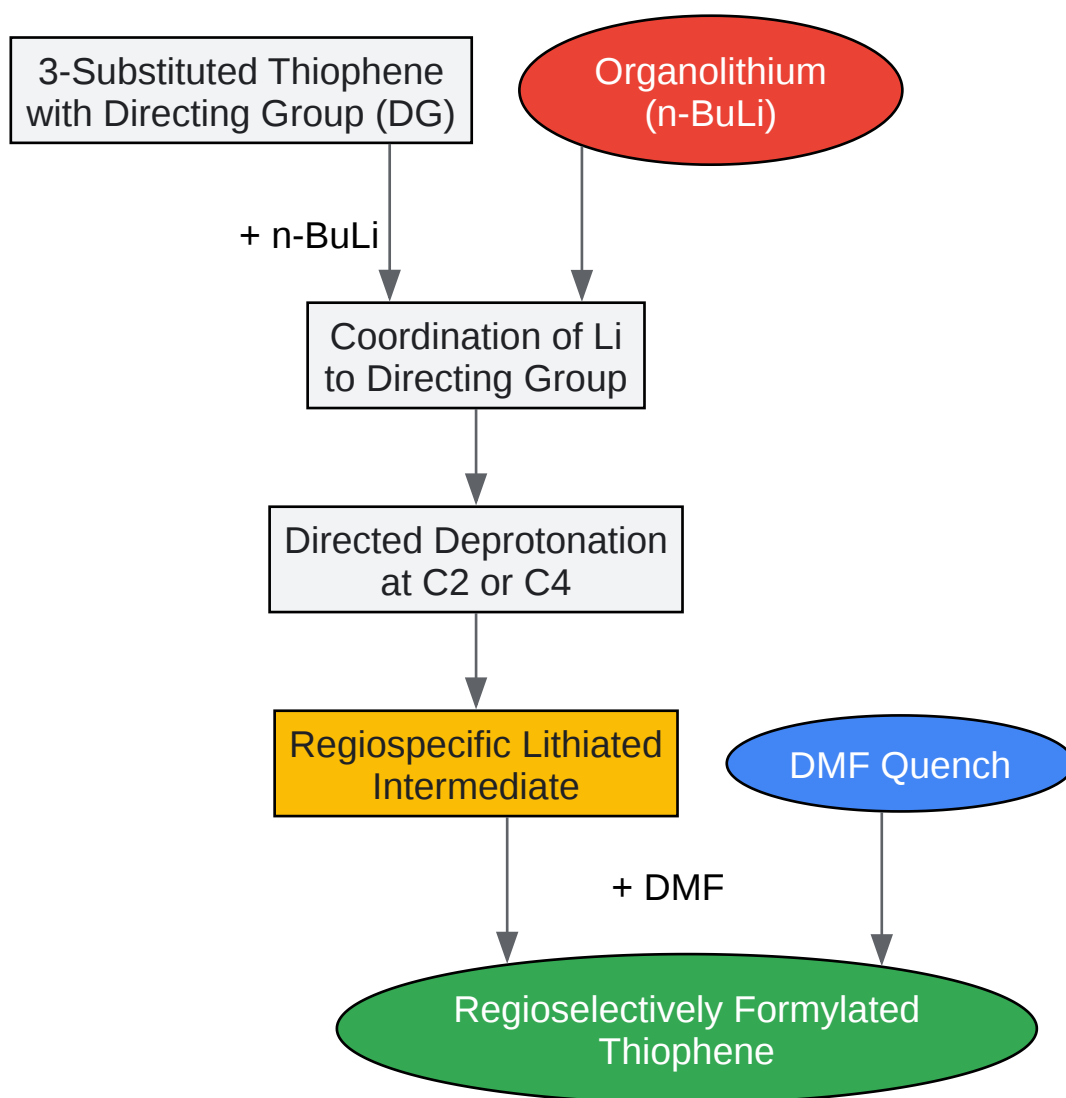 3-Substituted Thiophene
with Directing Group (DG)
Organolithium
(n-BuLi)
+ n-BuLi
Coordination of Li
to Directing Group
Directed Deprotonation
at C2 or C4
Regiospecific Lithiated
Intermediate
DMF Quench
+ DMF
Regioselectively Formylated
Thiophene